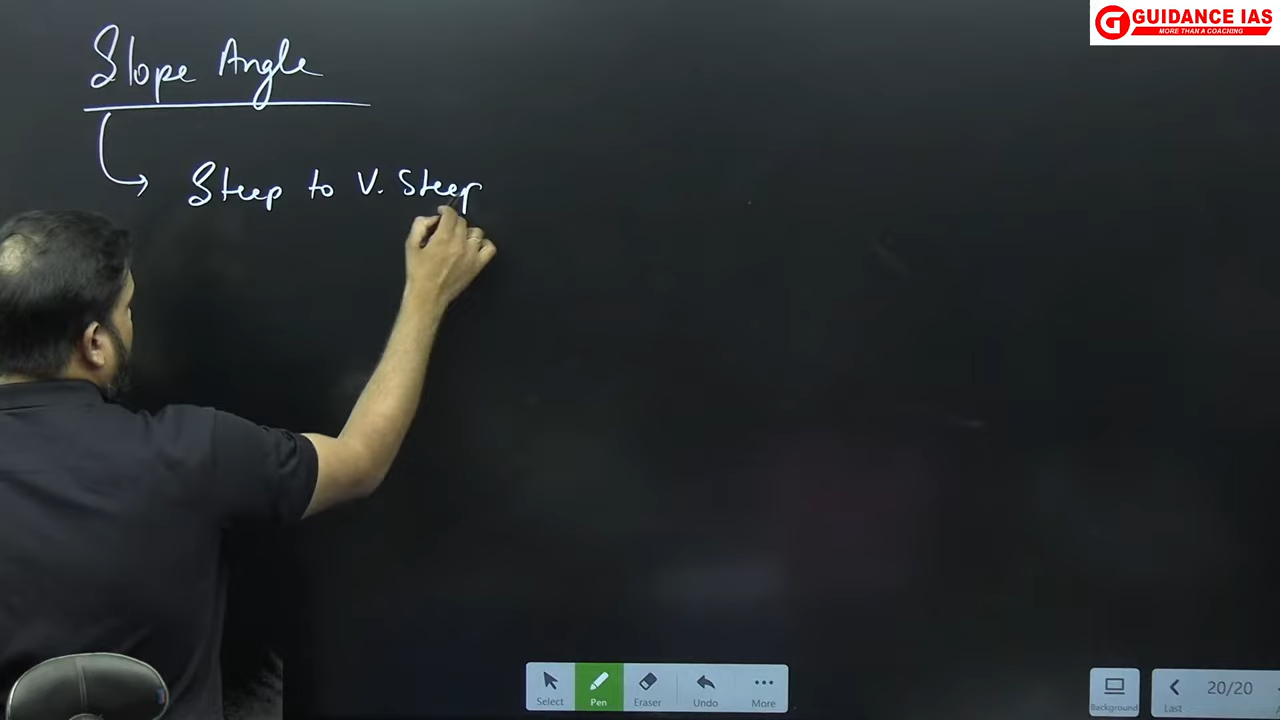 GUIDANCE IAS
MORE THAN A COACHING
Slope Angle
Steep to V. Steep
Select
Pen
Eraser
Undo
More
Background
Last
20/20